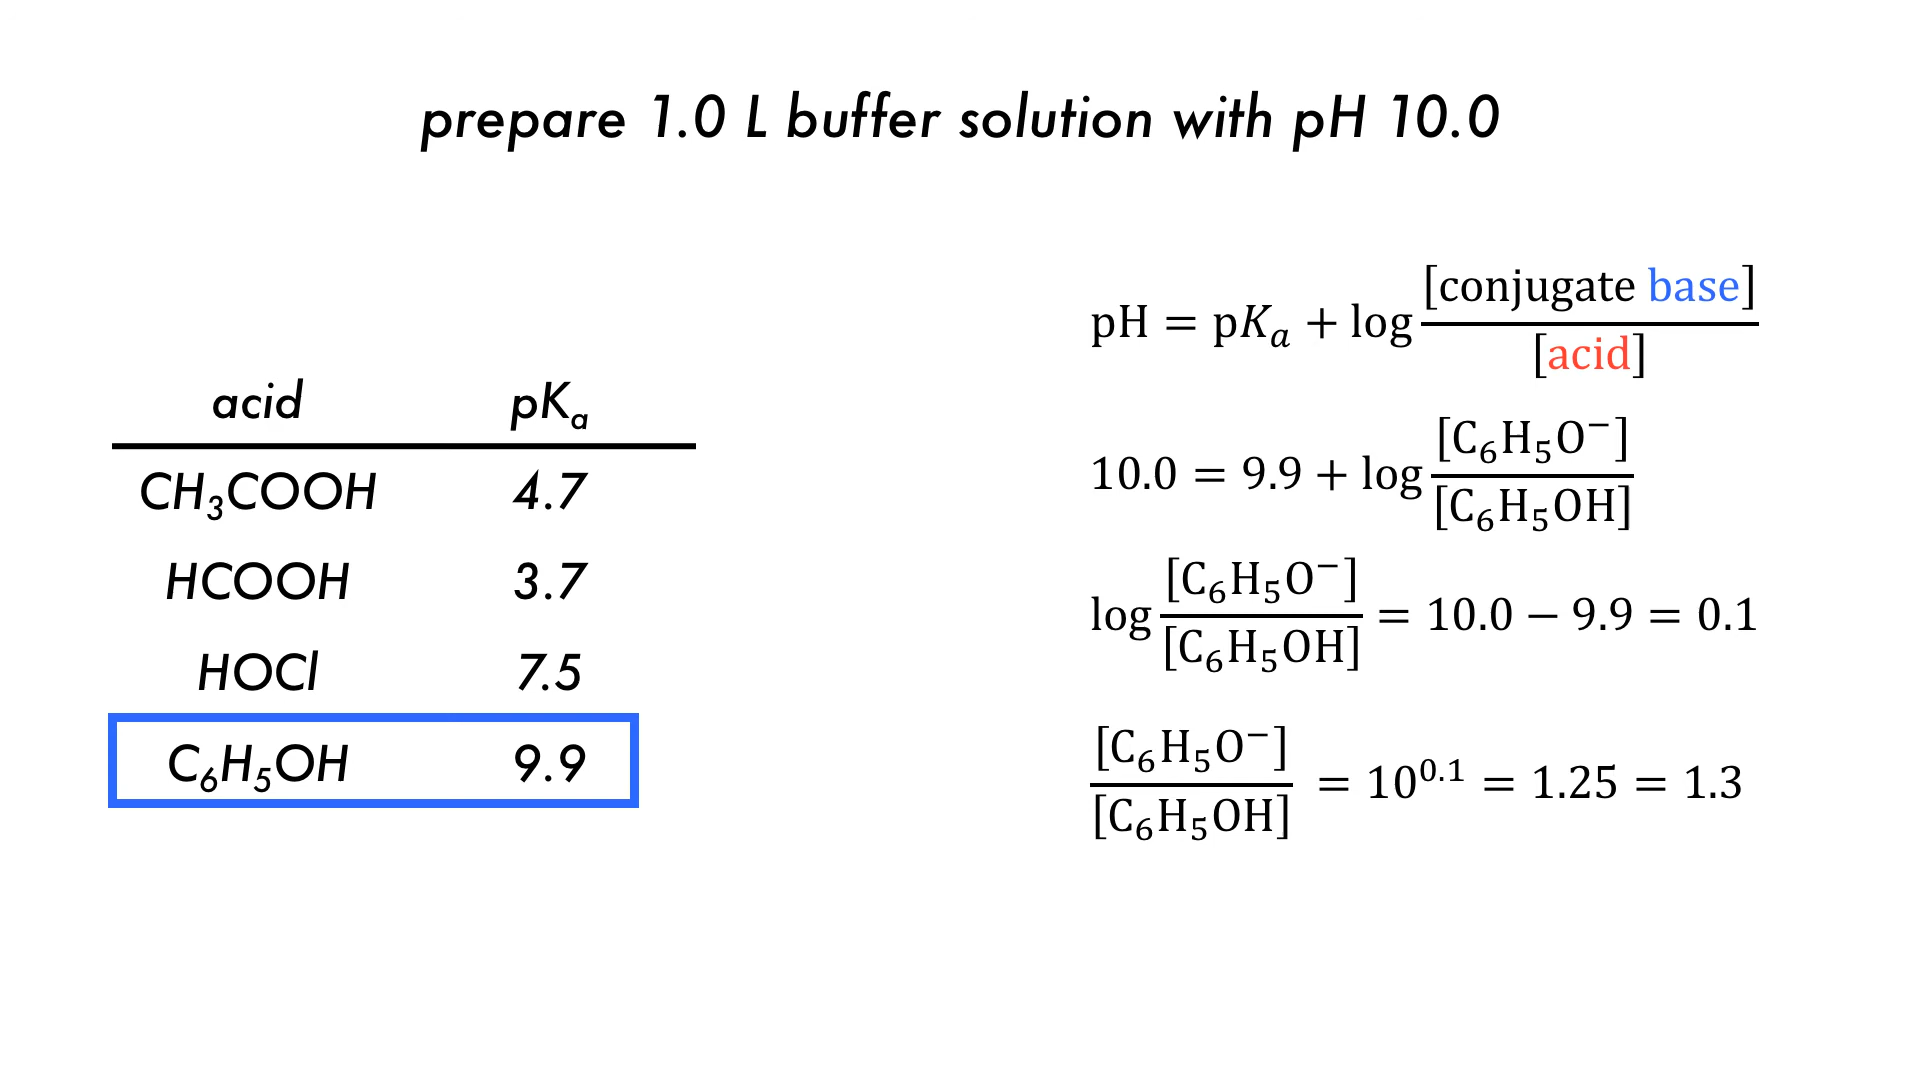 prepare 1.0 L buffer solution with pH 10.0
acid pKₐ
CH₃COOH 4.7
HCOOH 3.7
HOCl 7.5
C₆H₅OH 9.9
pH = pKₐ + log [conjugate base] / [acid]
10.0 = 9.9 + log [C₆H₅O⁻] / [C₆H₅OH]
log [C₆H₅O⁻] / [C₆H₅OH] = 10.0 − 9.9 = 0.1
[C₆H₅O⁻] / [C₆H₅OH] = 10⁰·¹ = 1.25 = 1.3